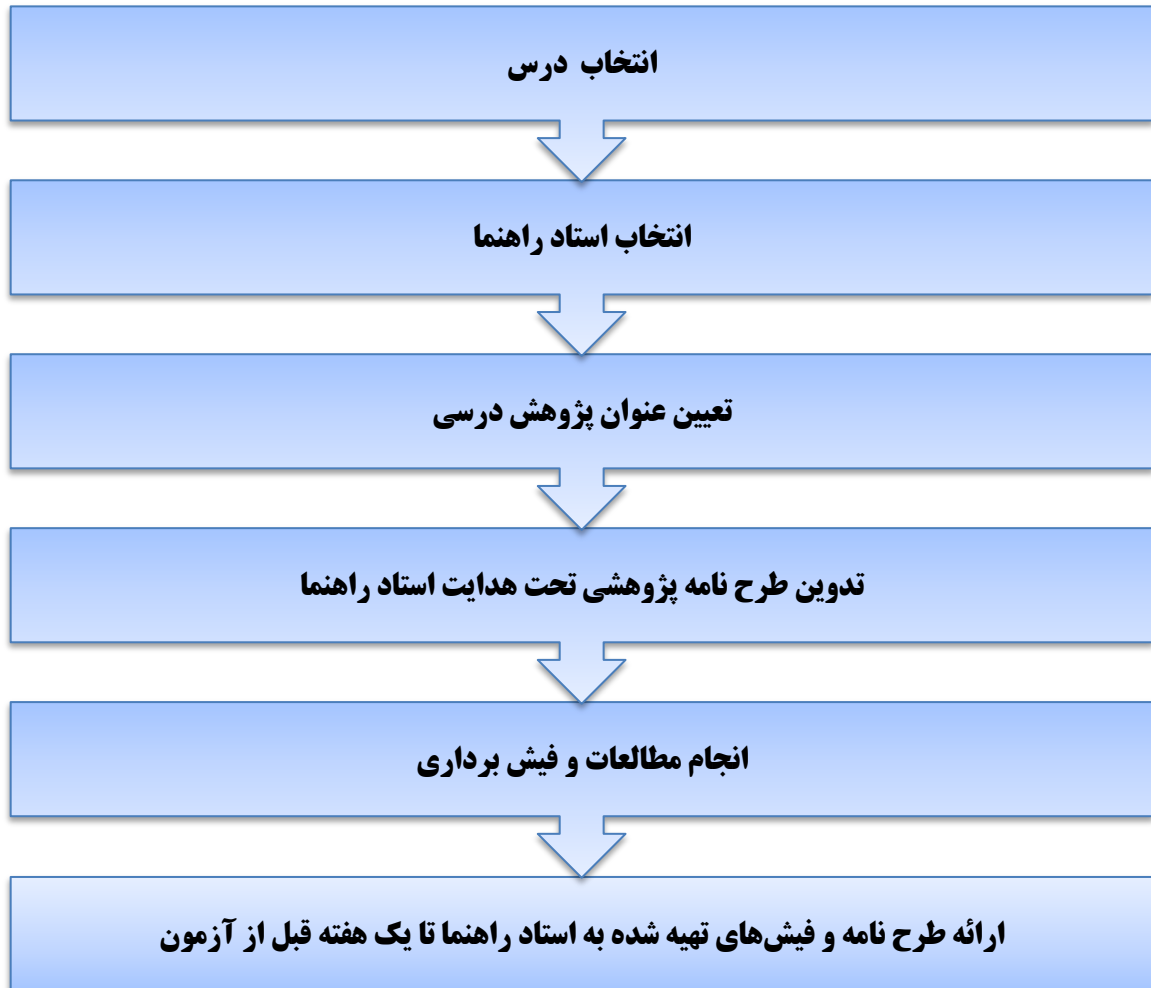 انتخاب درس
انتخاب استاد راهنما
تعیین عنوان پژوهش درسی
تدوین طرح نامه پژوهشی تحت هدایت استاد راهنما
انجام مطالعات و فیش برداری
ارائه طرح نامه و فیش‌های تهیه شده به استاد راهنما تا یک هفته قبل از آزمون